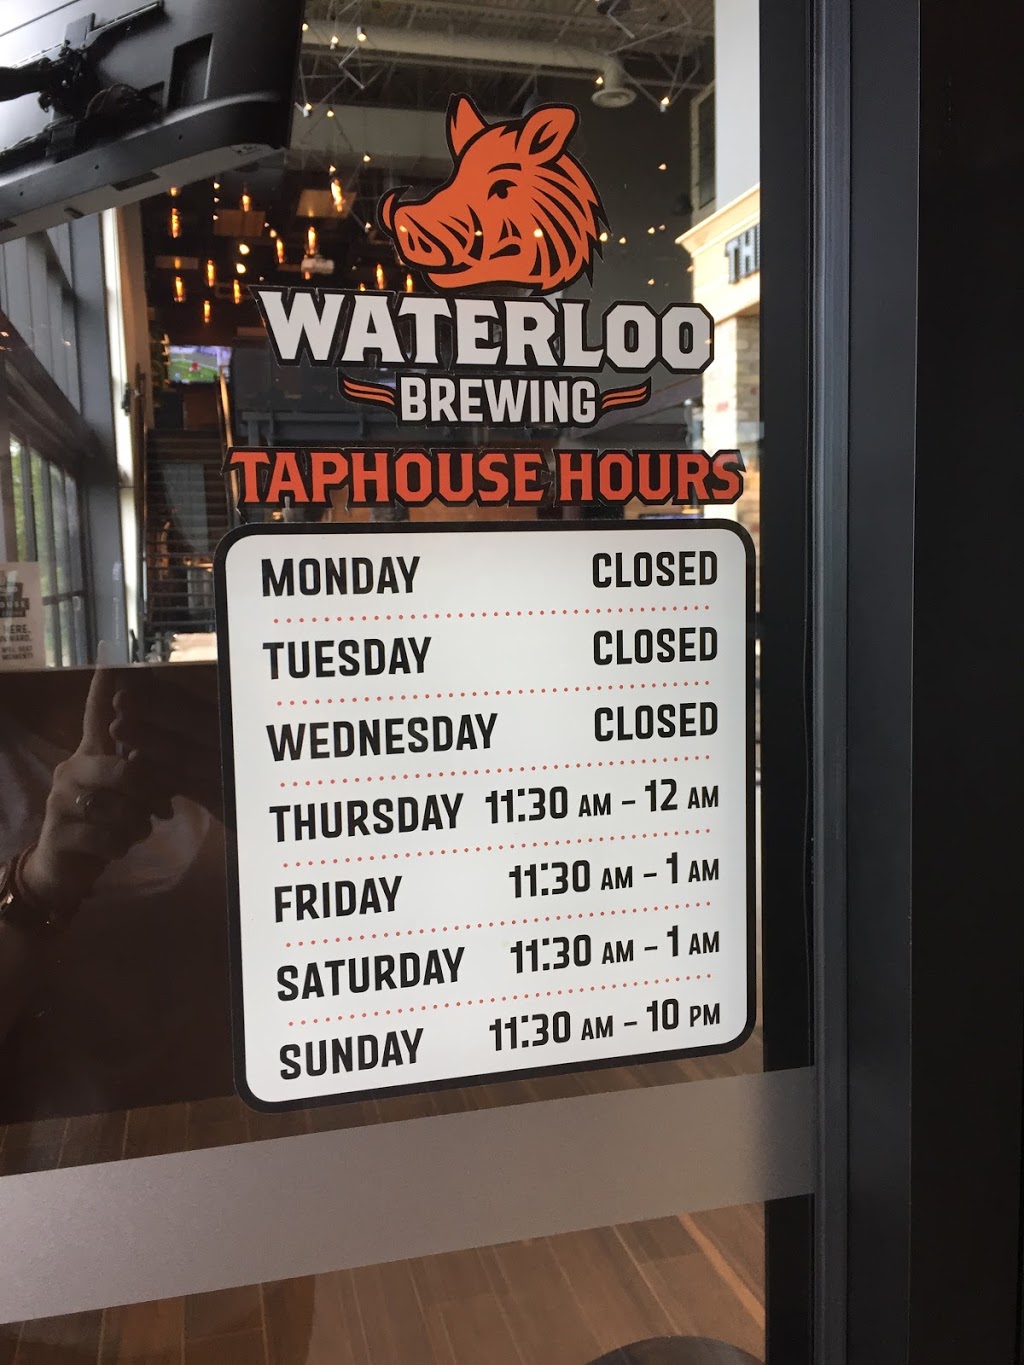 WATERLOO
BREWING
TAPHOUSE HOURS
MONDAY CLOSED
TUESDAY CLOSED
WEDNESDAY CLOSED
THURSDAY 11:30 AM – 12 AM
FRIDAY 11:30 AM – 1 AM
SATURDAY 11:30 AM – 1 AM
SUNDAY 11:30 AM – 10 PM
HERE.